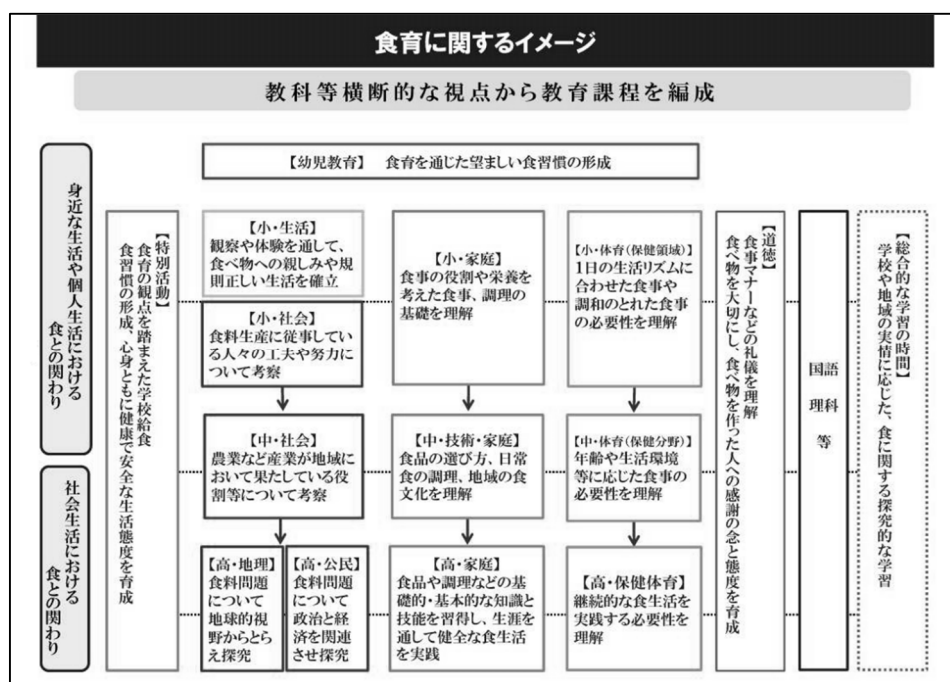 食育に関するイメージ
教科等横断的な視点から教育課程を編成
【幼児教育】 食育を通じた望ましい食習慣の形成
身近な生活や個人生活における
食との関わり
社会生活における
食との関わり
【特別活動】
食育の観点を踏まえた学校給食
食習慣の形成、心身ともに健康で安全な生活態度を育成
【小・生活】
観察や体験を通して、
食べ物への親しみや規
則正しい生活を確立
【小・社会】
食料生産に従事してい
る人々の工夫や努力に
ついて考察
【中・社会】
農業など産業が地域に
おいて果たしている役
割等について考察
【高・地理】
食料問題
について
地球的視
野からとら
え探究
【高・公民】
食料問題に
ついて
政治と経
済を関連
させ探究
【小・家庭】
食事の役割や栄養を
考えた食事、調理の
基礎を理解
【中・技術・家庭】
食品の選び方、日常
食の調理、地域の食
文化を理解
【高・家庭】
食品や調理などの基
礎的・基本的な知識と
技能を習得し、生涯を
通して健全な食生活
を実践
【小・体育(保健領域)】
1日の生活リズムに
合わせた食事や
調和のとれた食事の
必要性を理解
【中・体育(保健分野)】
年齢や生活環境
等に応じた食事の
必要性を理解
【高・保健体育】
継続的な食生活を
実践する必要性を
理解
【道徳】
食事マナーなどの礼儀を理解
食べ物を大切にし、食べ物を作った人への感謝の念と態度を育成
国語
理科
等
【総合的な学習の時間】
学校や地域の実情に応じた、食に関する探究的な学習